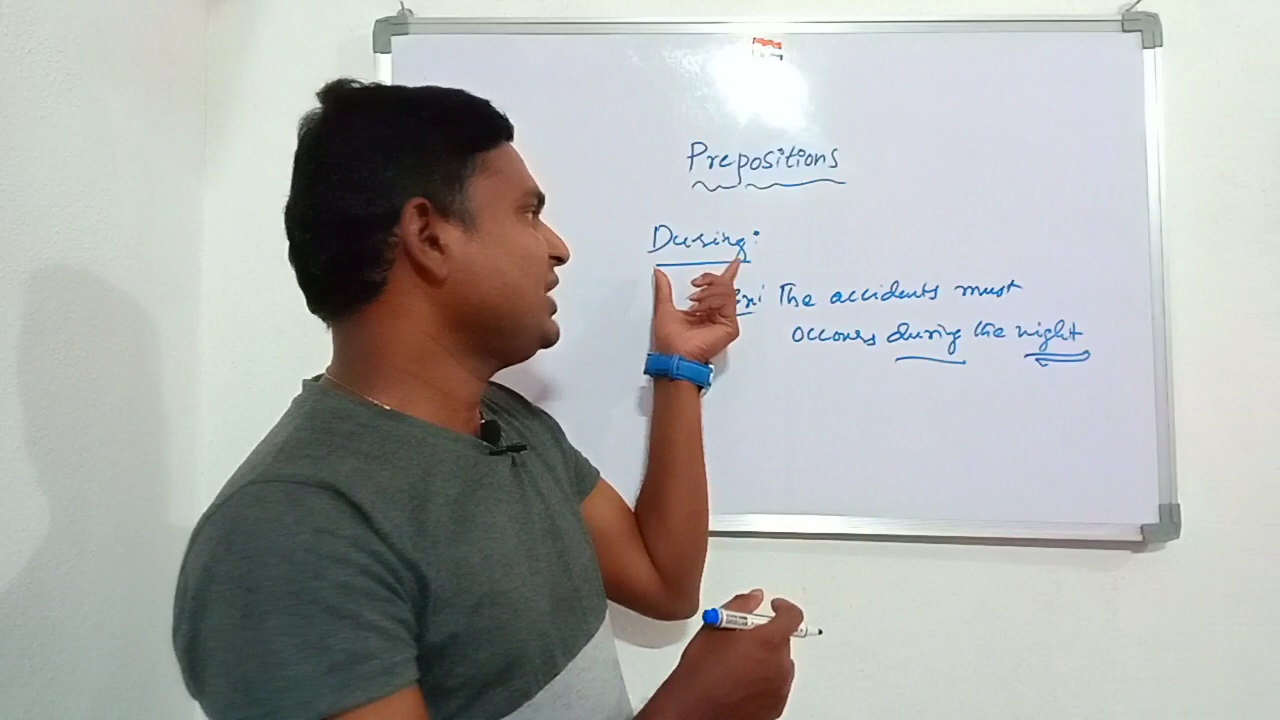 Prepositions
During:
Ex: The accidents must
occours during the night